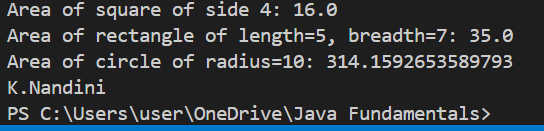 Area of square of side 4: 16.0
Area of rectangle of length=5, breadth=7: 35.0
Area of circle of radius=10: 314.1592653589793
K.Nandini
PS C:\Users\user\OneDrive\Java Fundamentals>